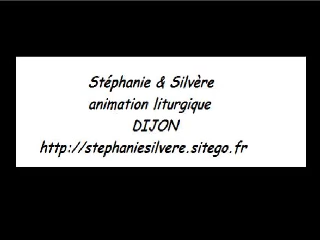 Stéphanie & Silvère
animation liturgique
DIJON
http://stephaniesilvere.sitego.fr